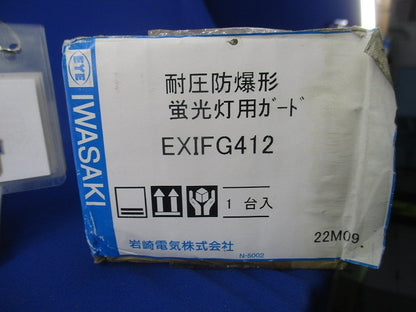 EYE
IWASAKI
耐圧防爆形
蛍光灯用ｶﾞｰﾄﾞ
EXIFG412
1台入
岩崎電気株式会社
N-5002
22M09